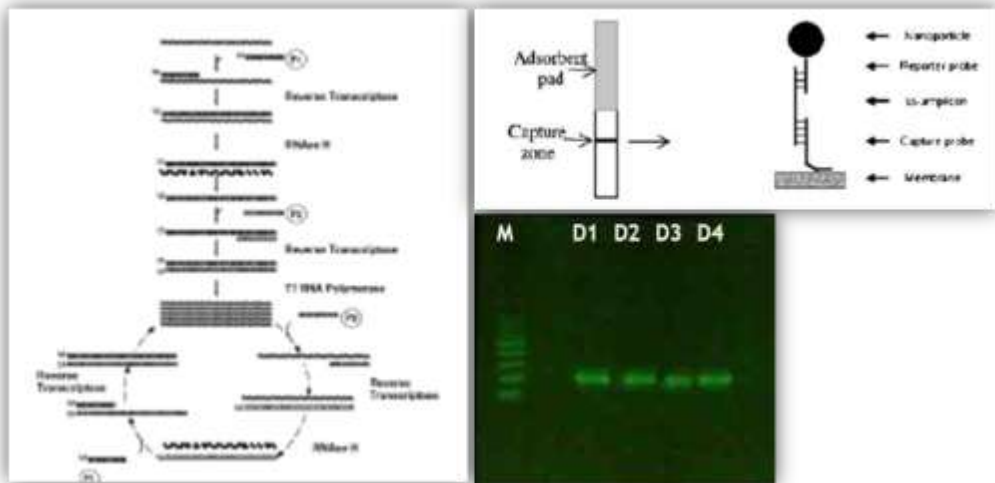 P1
Reverse Transcriptase
RNAse H
P2
Reverse Transcriptase
T7 RNA Polymerase
P2
Reverse
Transcriptase
Reverse
Transcriptase
RNAse H
P1
Adsorbent
pad
Capture
zone
Nanoparticle
Reporter probe
ss-amplicon
Capture probe
Membrane
M D1 D2 D3 D4